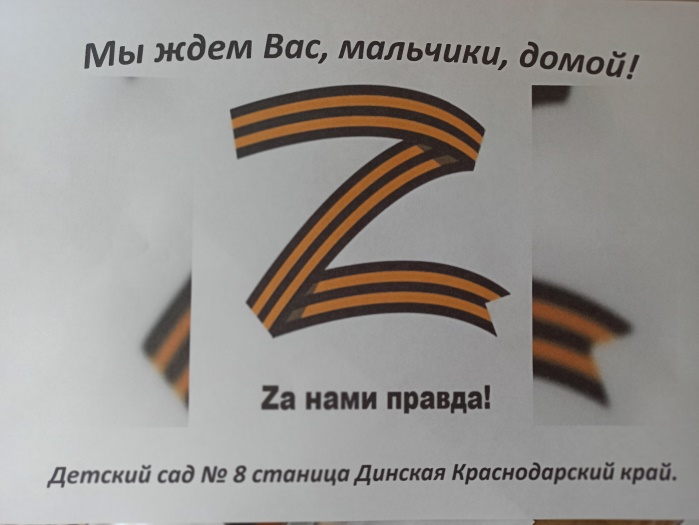 Мы ждем Вас, мальчики, домой!
Zа нами правда!
Детский сад № 8 станица Динская Краснодарский край.